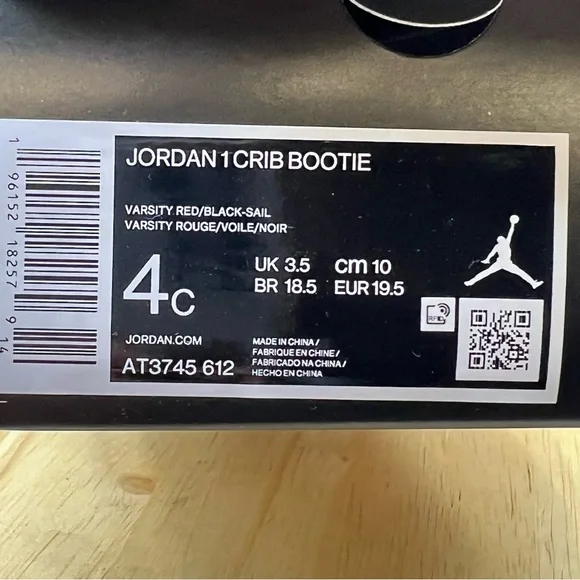 JORDAN 1 CRIB BOOTIE
VARSITY RED/BLACK-SAIL
VARSITY ROUGE/VOILE/NOIR
4C
UK 3.5 cm 10
BR 18.5 EUR 19.5
JORDAN.COM
AT3745 612
MADE IN CHINA /
FABRIQUE EN CHINE /
FABRICADO NA CHINA /
HECHO EN CHINA
RFID
1 96152 18257 9 14